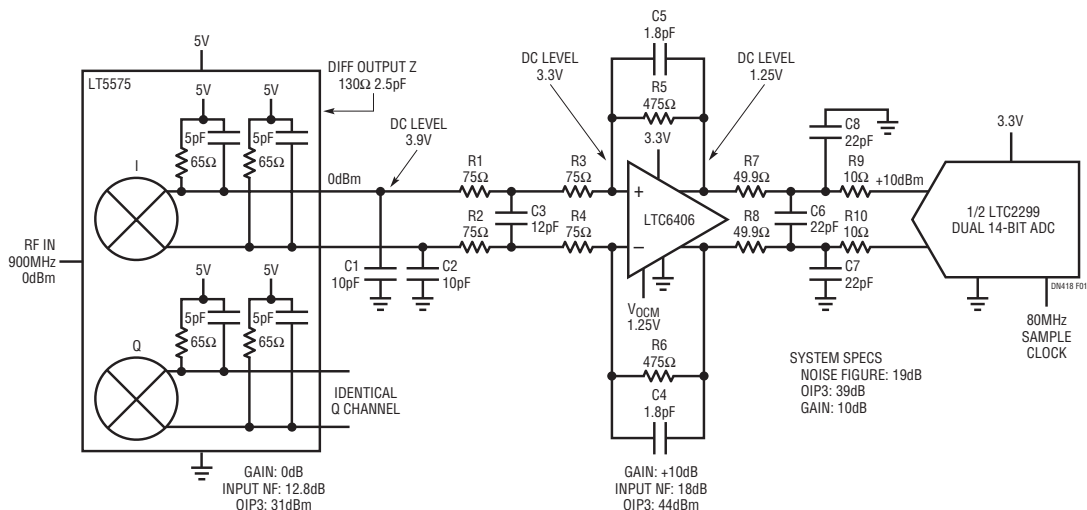 LT5575
5V
DIFF OUTPUT Z
130Ω 2.5pF
5V
5V
5pF
5pF
65Ω
65Ω
I
0dBm
DC LEVEL
3.9V
RF IN
900MHz
0dBm
C1
10pF
C2
10pF
R1
75Ω
R2
75Ω
C3
12pF
R3
75Ω
R4
75Ω
DC LEVEL
3.3V
C5
1.8pF
R5
475Ω
3.3V
DC LEVEL
1.25V
+
–
LTC6406
VOCM
1.25V
R6
475Ω
C4
1.8pF
R7
49.9Ω
R8
49.9Ω
C8
22pF
C6
22pF
C7
22pF
R9
10Ω
R10
10Ω
+10dBm
3.3V
1/2 LTC2299
DUAL 14-BIT ADC
DN418 F01
80MHz
SAMPLE
CLOCK
5V
5V
5pF
5pF
65Ω
65Ω
Q
IDENTICAL
Q CHANNEL
GAIN: 0dB
INPUT NF: 12.8dB
OIP3: 31dBm
GAIN: +10dB
INPUT NF: 18dB
OIP3: 44dBm
SYSTEM SPECS
NOISE FIGURE: 19dB
OIP3: 39dB
GAIN: 10dB